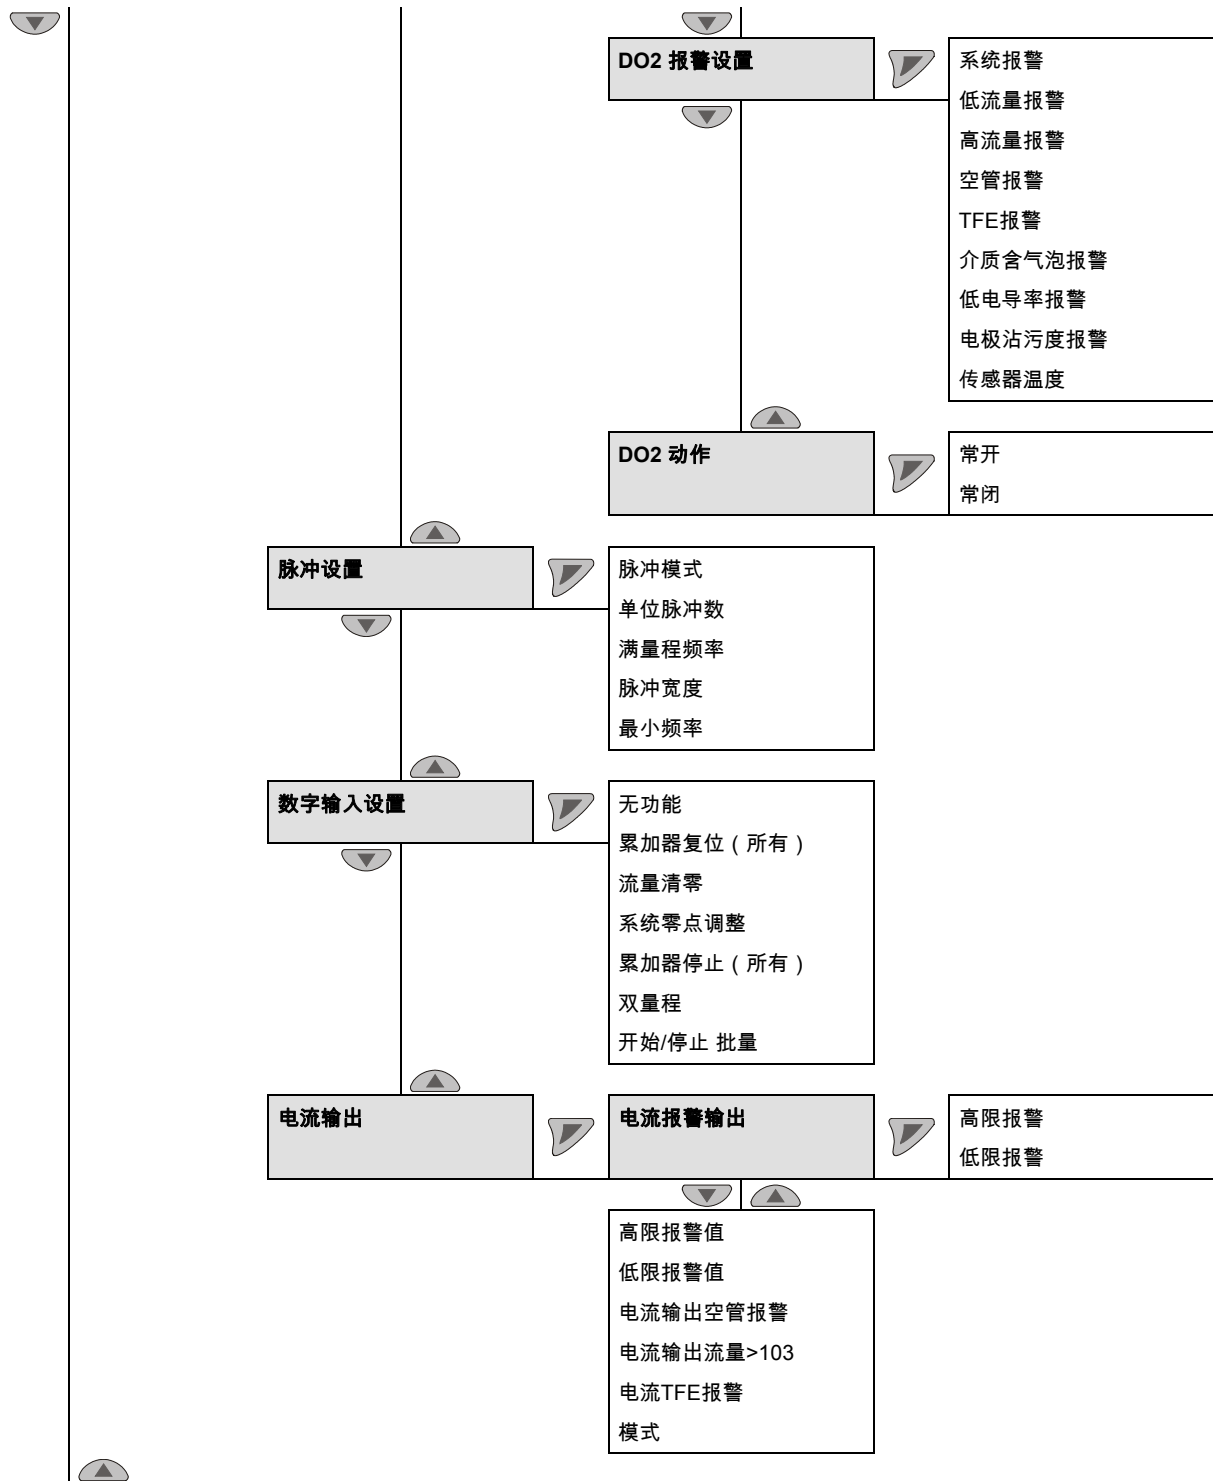 DO2 报警设置
系统报警
低流量报警
高流量报警
空管报警
TFE报警
介质含气泡报警
低电导率报警
电极沾污度报警
传感器温度
DO2 动作
常开
常闭
脉冲设置
脉冲模式
单位脉冲数
满量程频率
脉冲宽度
最小频率
数字输入设置
无功能
累加器复位（所有）
流量清零
系统零点调整
累加器停止（所有）
双量程
开始/停止 批量
电流输出
电流报警输出
高限报警
低限报警
高限报警值
低限报警值
电流输出空管报警
电流输出流量>103
电流TFE报警
模式